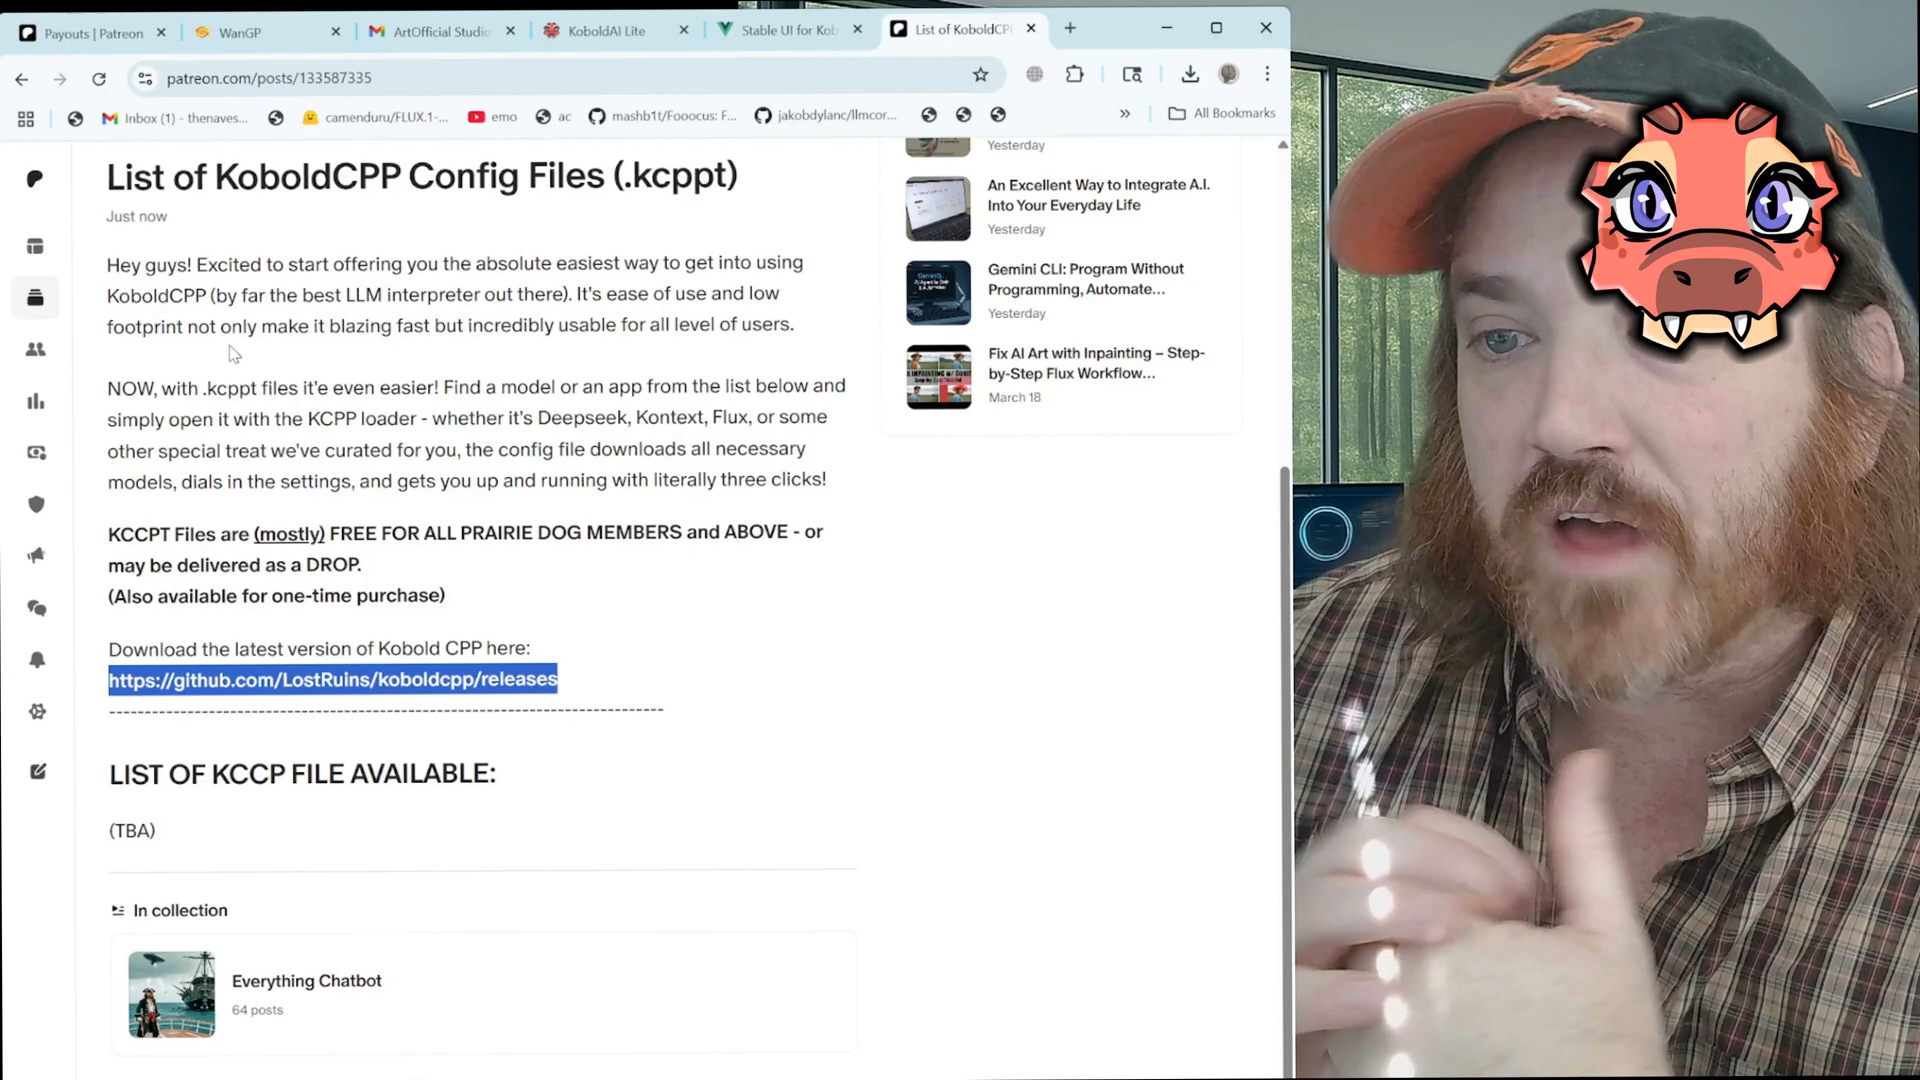 Payouts | Patreon
WanGP
ArtOfficial Studio
KoboldAI Lite
Stable UI for Kob
List of KoboldCP
patreon.com/posts/133587335
Inbox (1) - thenaves...
camenduru/FLUX.1-...
emo
ac
mashb1t/Fooocus: F...
jakobdylanc/llmcor...
All Bookmarks
List of KoboldCPP Config Files (.kcppt)
Just now
Hey guys! Excited to start offering you the absolute easiest way to get into using
KoboldCPP (by far the best LLM interpreter out there). It's ease of use and low
footprint not only make it blazing fast but incredibly usable for all level of users.
NOW, with .kcppt files it'e even easier! Find a model or an app from the list below and
simply open it with the KCPP loader - whether it's Deepseek, Kontext, Flux, or some
other special treat we've curated for you, the config file downloads all necessary
models, dials in the settings, and gets you up and running with literally three clicks!
KCCPT Files are (mostly) FREE FOR ALL PRAIRIE DOG MEMBERS and ABOVE - or
may be delivered as a DROP.
(Also available for one-time purchase)
Download the latest version of Kobold CPP here:
https://github.com/LostRuins/koboldcpp/releases
-------------------------------------------------------------------------------
LIST OF KCCP FILE AVAILABLE:
(TBA)
In collection
Everything Chatbot
64 posts
Yesterday
An Excellent Way to Integrate A.I.
Into Your Everyday Life
Yesterday
Gemini CLI: Program Without
Programming, Automate...
Yesterday
Fix AI Art with Inpainting – Step-
by-Step Flux Workflow...
March 18